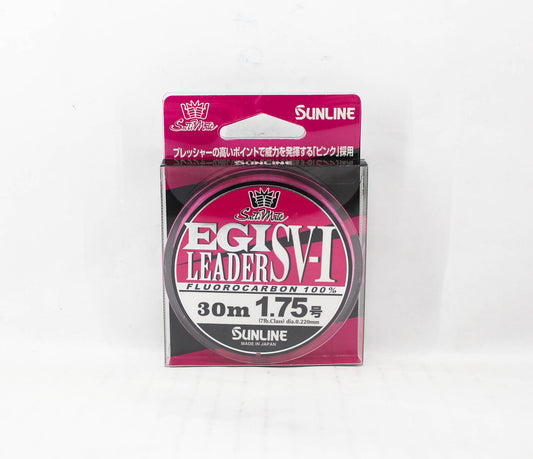 SaltiMate
SUNLINE
プレッシャーの高いポイントで威力を発揮する「ピンク」採用
SUNLINE
SaltiMate
EGI
LEADER SV-I
FLUOROCARBON 100%
30m 1.75号
(7Lb.Class) dia.0.220mm
SUNLINE
MADE IN JAPAN